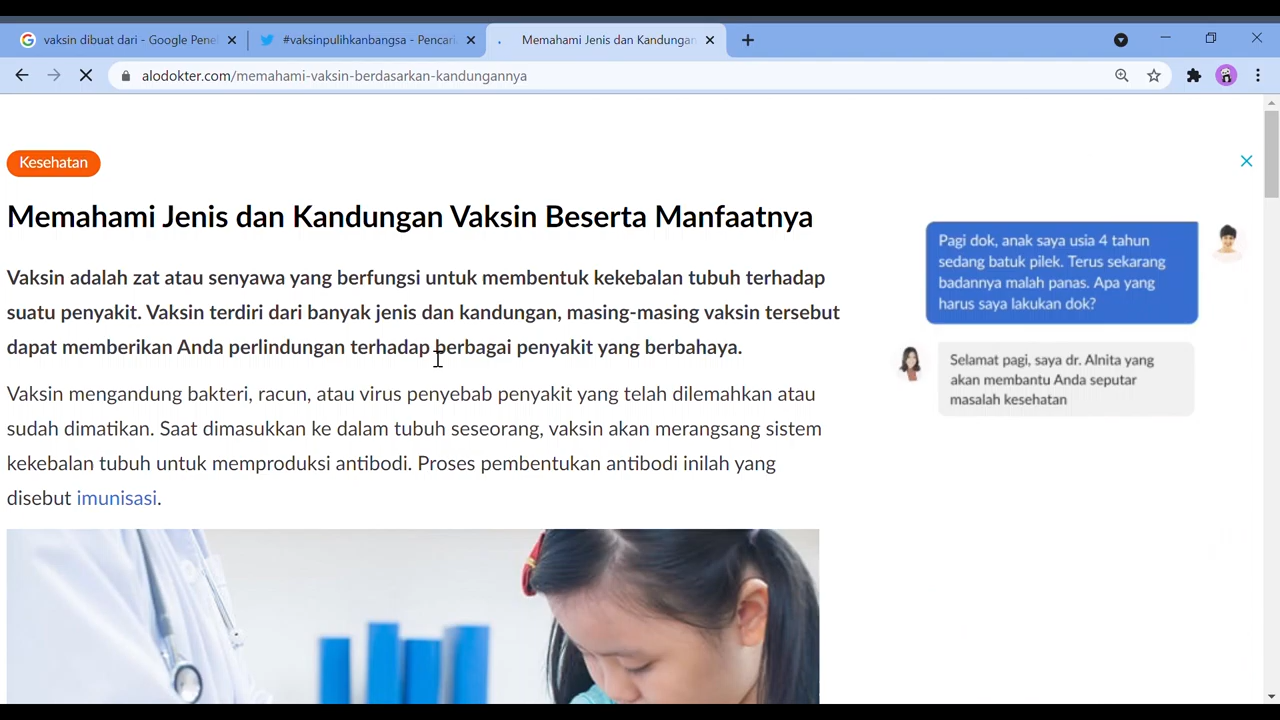 vaksin dibuat dari - Google Pene
#vaksinpulihkanbangsa - Pencari
Memahami Jenis dan Kandungan
alodokter.com/memahami-vaksin-berdasarkan-kandungannya
Kesehatan
Memahami Jenis dan Kandungan Vaksin Beserta Manfaatnya
Vaksin adalah zat atau senyawa yang berfungsi untuk membentuk kekebalan tubuh terhadap
suatu penyakit. Vaksin terdiri dari banyak jenis dan kandungan, masing-masing vaksin tersebut
dapat memberikan Anda perlindungan terhadap berbagai penyakit yang berbahaya.
Vaksin mengandung bakteri, racun, atau virus penyebab penyakit yang telah dilemahkan atau
sudah dimatikan. Saat dimasukkan ke dalam tubuh seseorang, vaksin akan merangsang sistem
kekebalan tubuh untuk memproduksi antibodi. Proses pembentukan antibodi inilah yang
disebut imunisasi.
Pagi dok, anak saya usia 4 tahun
sedang batuk pilek. Terus sekarang
badannya malah panas. Apa yang
harus saya lakukan dok?
Selamat pagi, saya dr. Alnita yang
akan membantu Anda seputar
masalah kesehatan